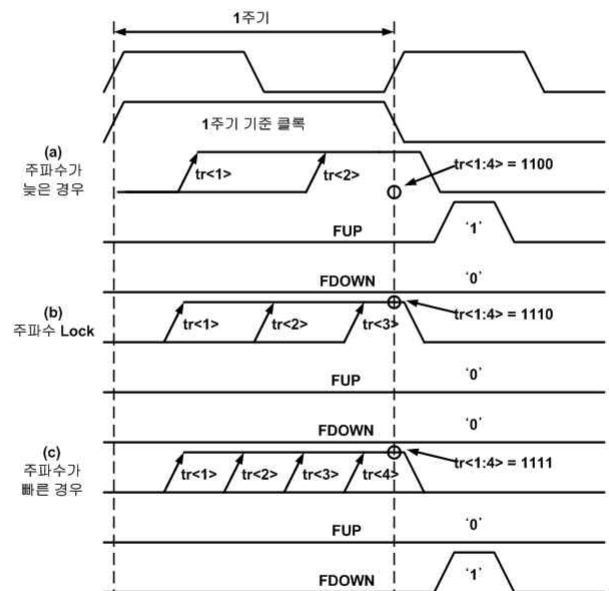 1주기
1주기 기준 클록
(a)
주파수가
늦은 경우
tr<1>
tr<2>
tr<1:4> = 1100
FUP
'1'
FDOWN
'0'
(b)
주파수 Lock
tr<1>
tr<2>
tr<3>
tr<1:4> = 1110
FUP
'0'
FDOWN
'0'
(c)
주파수가
빠른 경우
tr<1>
tr<2>
tr<3>
tr<4>
tr<1:4> = 1111
FUP
'0'
FDOWN
'1'